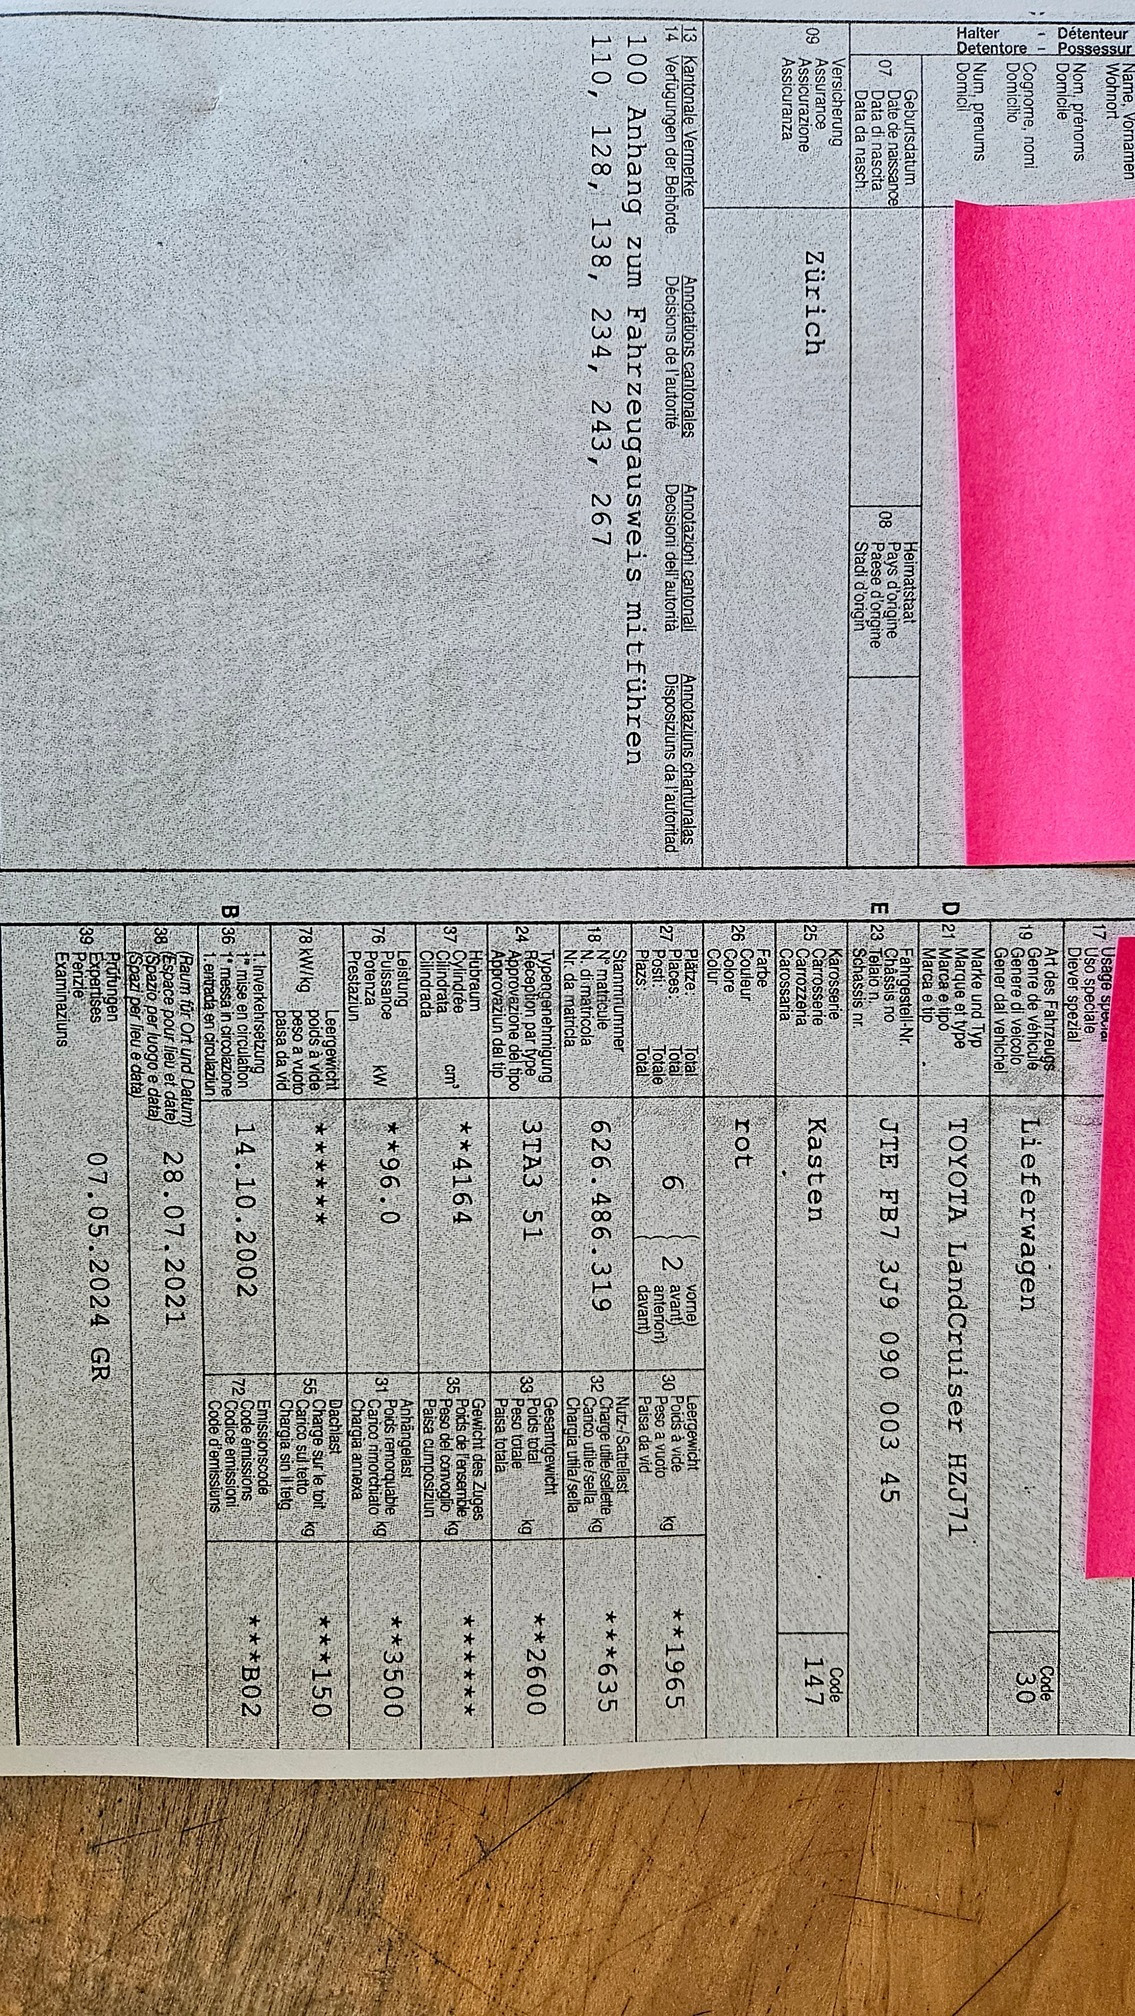 Name, Vornamen
Wohnort
Halter - Détenteur
Detentore - Possessur
Nom, prénoms
Domicile
Cognome, nomi
Domicilio
Num, prenums
Domicil
Geburtsdatum
07 Date de naissance
Data di nascita
Data da nasch.
Heimatstaat
08 Pays d'origine
Paese d'origine
Stadi d'origin
Versicherung
09 Assurance
Assicurazione
Assicuranza
Zürich
13 Kantonale Vermerke Annotations cantonales Annotazioni cantonali Annotaziuns chantunalas
14 Verfügungen der Behörde Décisions de l'autorité Decisioni dell'autorità Disposiziuns da l'autoritad
100 Anhang zum Fahrzeugausweis mitführen
110, 128, 138, 234, 243, 267
17 Usage spécial
Uso speciale
Diever spezial
Art des Fahrzeugs
19 Genre de véhicule
Genere di veicolo
Gener dal vehichel
Lieferwagen
Code
30
D
Marke und Typ
21 Marque et type
Marca e tipo
Marca e tip
TOYOTA LandCruiser HZJ71
E
Fahrgestell-Nr.
23 Châssis no
Telaio n.
Schassis nr.
JTE FB7 3J9 090 003 45
Karosserie
25 Carrosserie
Carrozzeria
Carossaria
Kasten
Code
147
Farbe
26 Couleur
Colore
Colur
rot
Plätze: Total
27 Places: Total
Posti: Totale
Plazs: Total
6
2
vorne)
avant)
anteriori)
davant)
Leergewicht
30 Poids à vide
Peso a vuoto kg
Paisa da vid
**1965
Stammnummer
18 N° matricule
N. di matricola
Nr. da matricla
626.486.319
Nutz-/Sattellast
32 Charge utile/sellette
Carico utile/sella kg
Chargia utila/sella
***635
Typengenehmigung
24 Réception par type
Approvazione del tipo
Approvaziun dal tip
3TA3 51
Gesamtgewicht
33 Poids total
Peso totale kg
Paisa totala
**2600
Hubraum
37 Cylindrée cm³
Cilindrata
Cilindrada
**4164
Gewicht des Zuges
35 Poids de l'ensemble
Peso del convoglio kg
Paisa cumposiziun
******
Leistung
76 Puissance kW
Potenza
Prestaziun
**96.0
Anhängelast
31 Poids remorquable
Carico rimorchiato kg
Chargia annexa
**3500
Leergewicht
78 kW/kg poids à vide
peso a vuoto
paisa da vid
******
Dachlast
55 Charge sur le toit
Carico sul tetto kg
Chargia sin il tetg
***150
B
1. Inverkehrsetzung
36 1re mise en circulation
1a messa in circolazione
1. entrada en circulaziun
14.10.2002
Emissionscode
72 Code émissions
Codice emissioni
Code d'emissiuns
***B02
(Raum für Ort und Datum)
38 (Espace pour lieu et date)
(Spazio per luogo e data)
(Spazi per lieu e data)
28.07.2021
Prüfungen
39 Expertises
Perizie
Examinaziuns
07.05.2024 GR